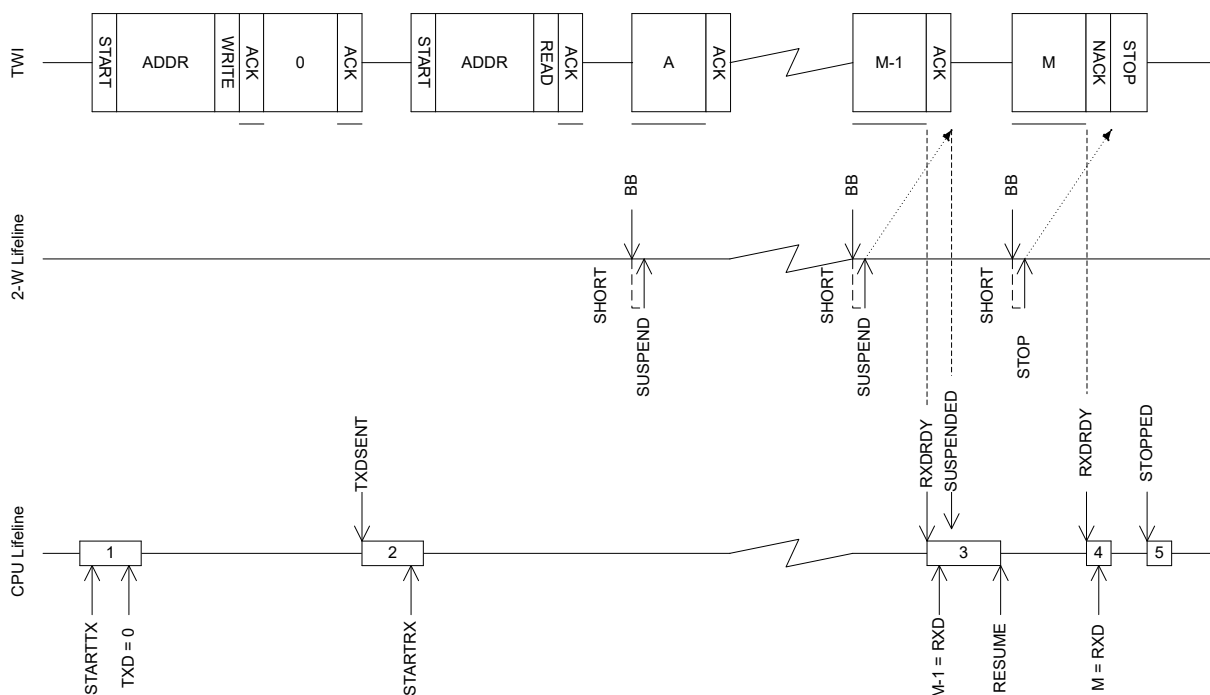 TWI
START
ADDR
WRITE
ACK
0
ACK
START
ADDR
READ
ACK
A
ACK
M-1
ACK
M
NACK
STOP
2-W Lifeline
BB
SHORT
SUSPEND
BB
SHORT
SUSPEND
BB
SHORT
STOP
CPU Lifeline
TXDSENT
RXDRDY
SUSPENDED
RXDRDY
STOPPED
1
2
3
4
5
STARTTX
TXD = 0
STARTRX
M-1 = RXD
RESUME
M = RXD